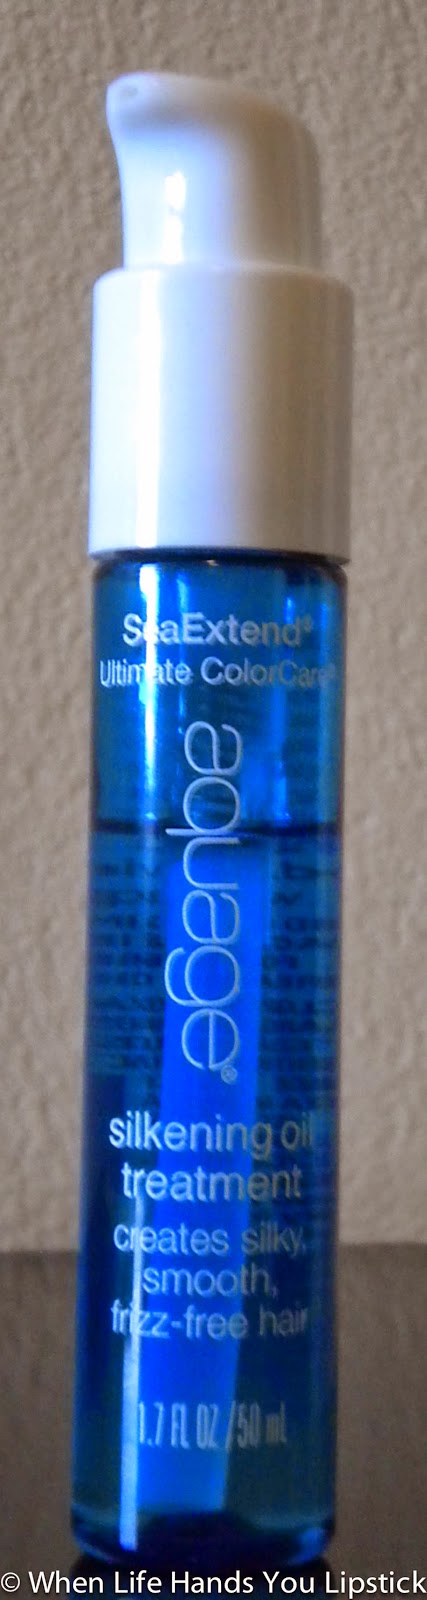 SeaExtend®
Ultimate ColorCare®
aquage®
silkening oil
treatment
creates silky,
smooth,
frizz-free hair
1.7 FL OZ / 50 mL
© When Life Hands You Lipstick